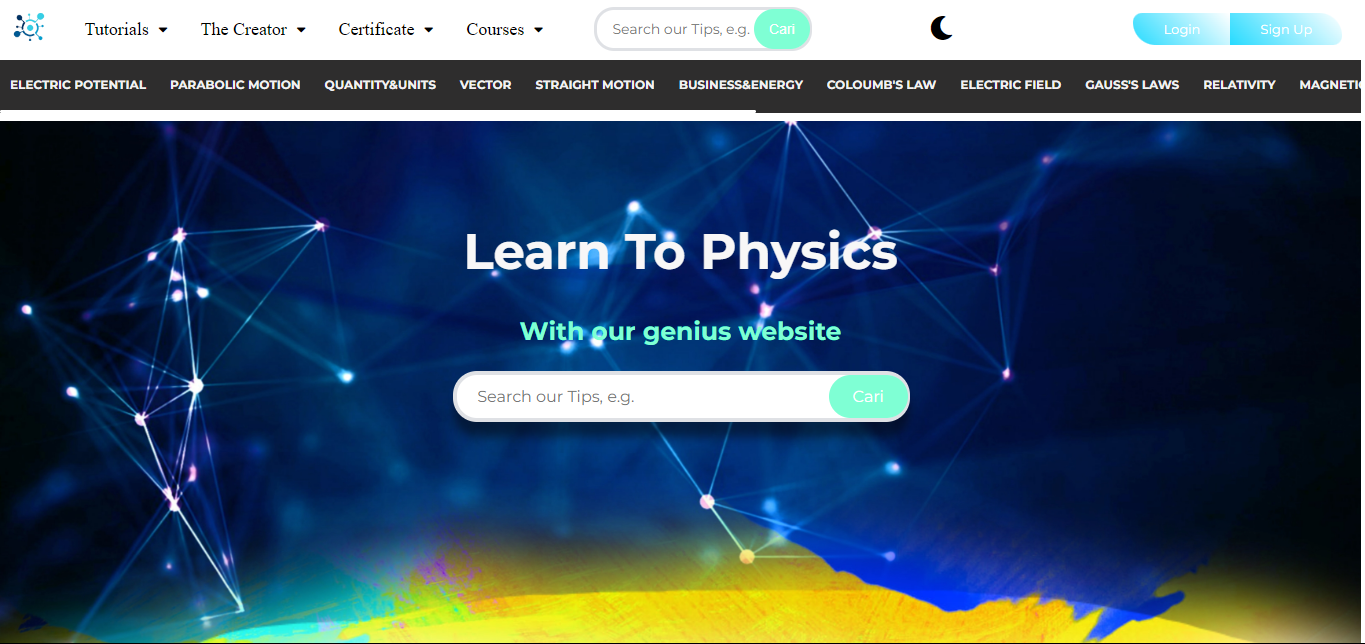 Tutorials The Creator Certificate Courses Search our Tips, e.g. Cari Login Sign Up
ELECTRIC POTENTIAL PARABOLIC MOTION QUANTITY&UNITS VECTOR STRAIGHT MOTION BUSINESS&ENERGY COLOUMB'S LAW ELECTRIC FIELD GAUSS'S LAWS RELATIVITY
Learn To Physics
With our genius website
Search our Tips, e.g. Cari